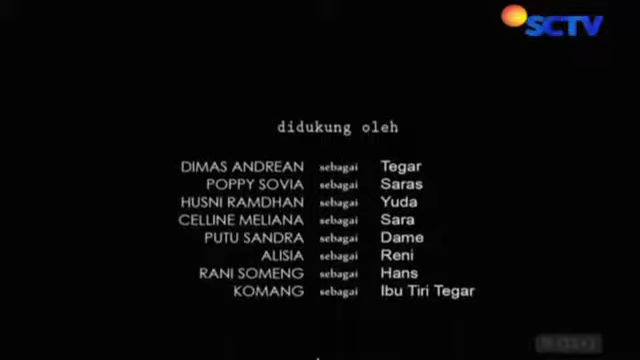 SCTV
didukung oleh
DIMAS ANDREAN sebagai Tegar
POPPY SOVIA sebagai Saras
HUSNI RAMDHAN sebagai Yuda
CELLINE MELIANA sebagai Sara
PUTU SANDRA sebagai Dame
ALISIA sebagai Reni
RANI SOMENG sebagai Hans
KOMANG sebagai Ibu Tiri Tegar